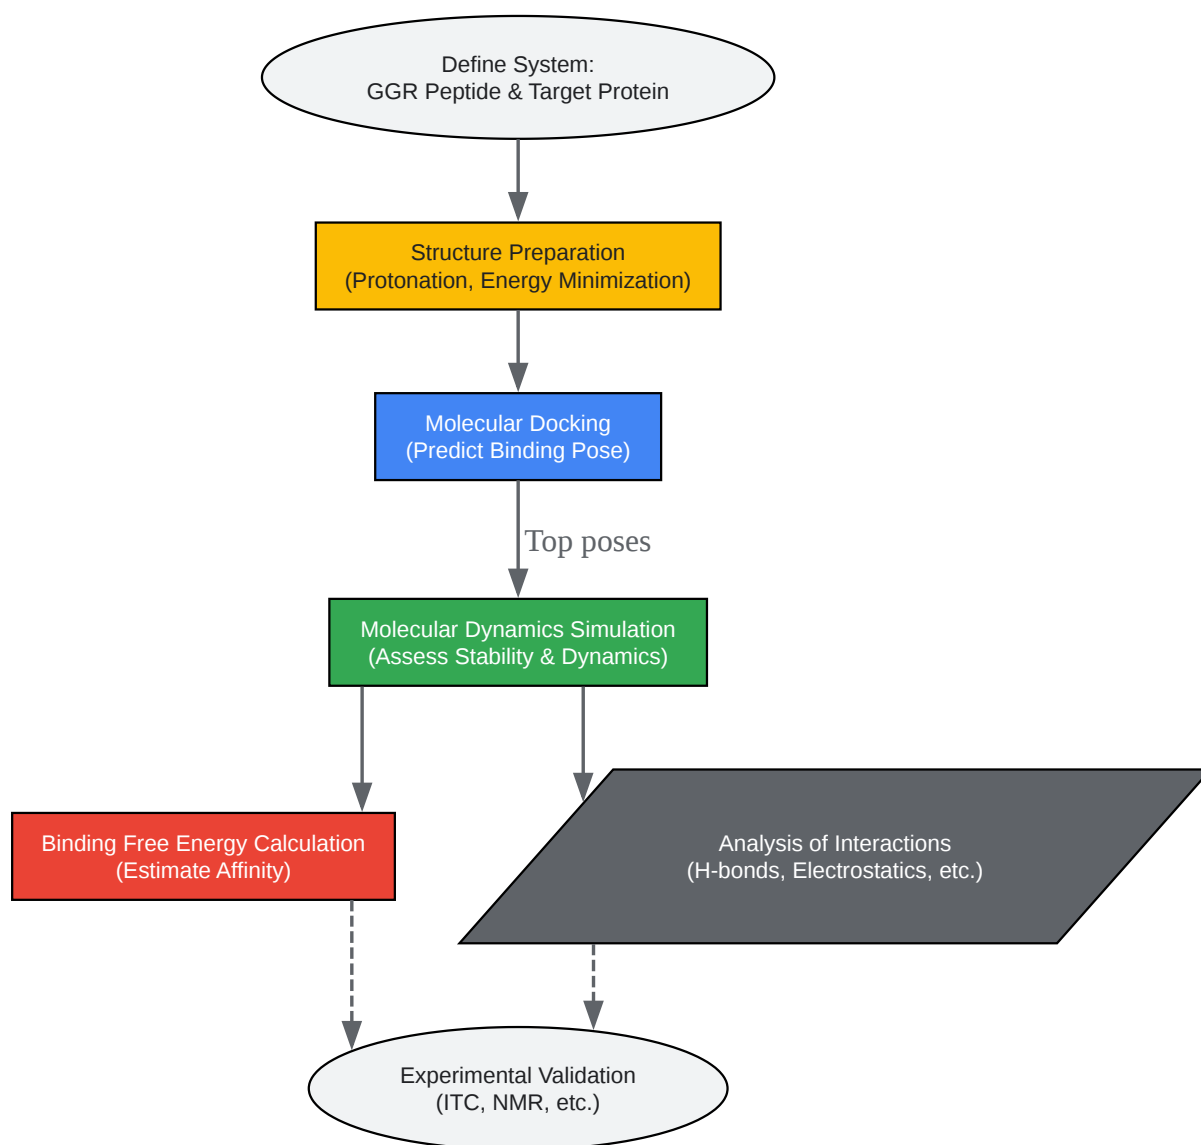 Define System:
GGR Peptide & Target Protein
Structure Preparation
(Protonation, Energy Minimization)
Molecular Docking
(Predict Binding Pose)
Top poses
Molecular Dynamics Simulation
(Assess Stability & Dynamics)
Binding Free Energy Calculation
(Estimate Affinity)
Analysis of Interactions
(H-bonds, Electrostatics, etc.)
Experimental Validation
(ITC, NMR, etc.)